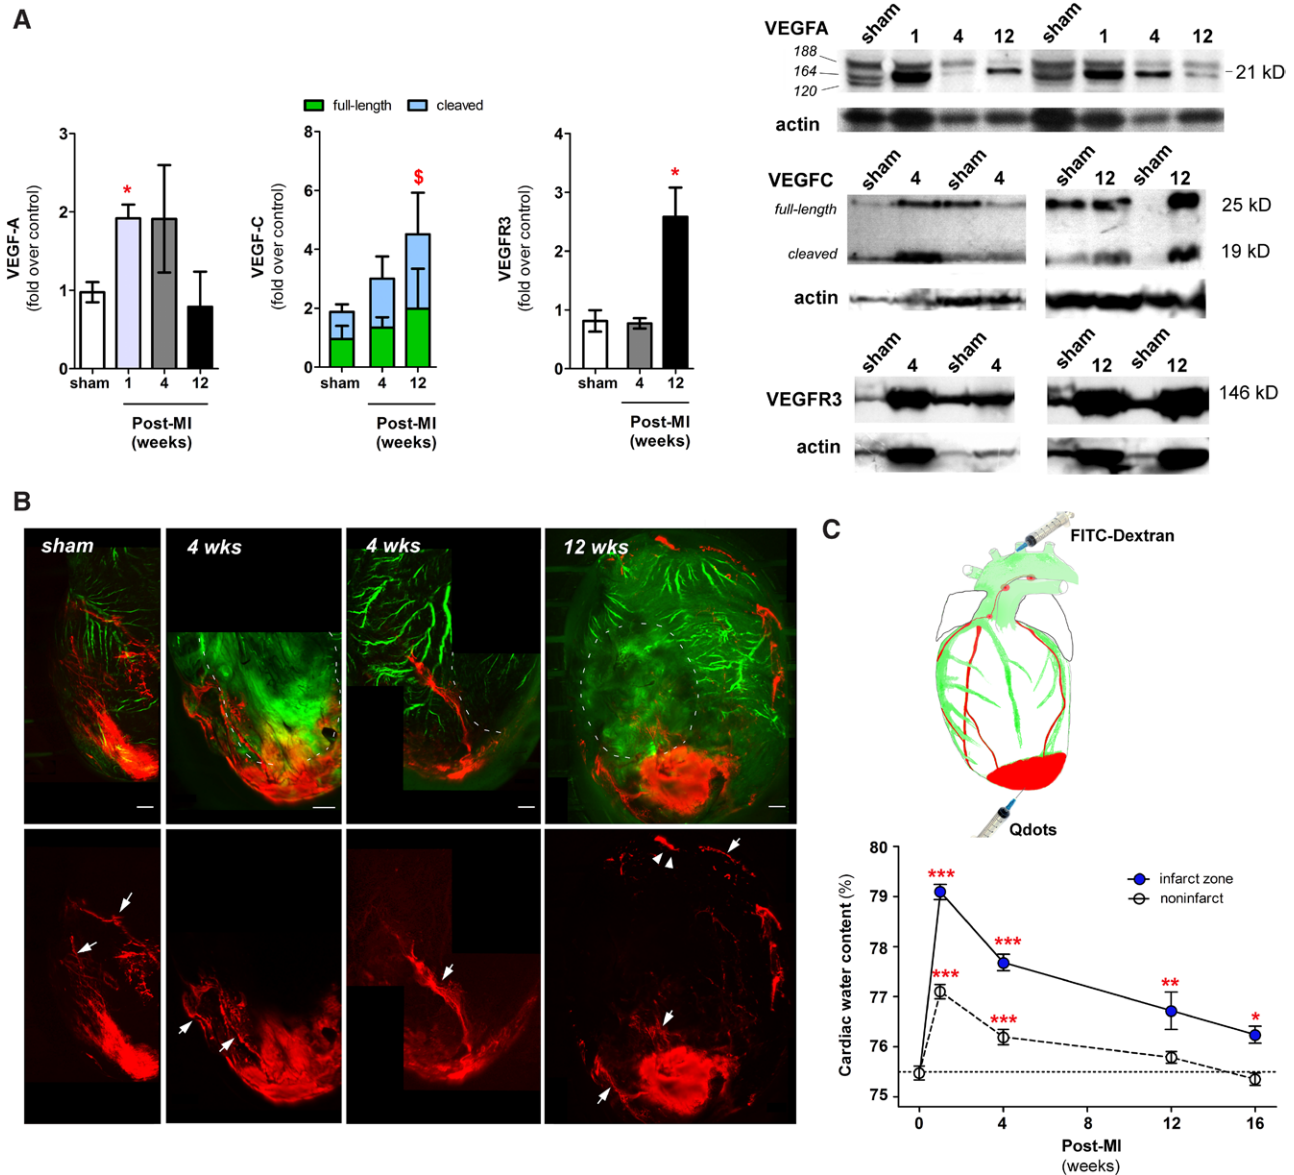 A
full-length
cleaved
3
2
1
0
VEGF-A
(fold over control)
*
sham
1
4
12
Post-MI
(weeks)
8
6
4
2
0
VEGF-C
(fold over control)
$
sham
4
12
Post-MI
(weeks)
4
3
2
1
0
VEGFR3
(fold over control)
*
sham
4
12
Post-MI
(weeks)
VEGFA
sham 1 4 12 sham 1 4 12
188
164
120
21 kD
actin
VEGFC
sham 4 sham 4 sham 12 sham 12
full-length
25 kD
cleaved
19 kD
actin
sham 4 sham 4 sham 12 sham 12
VEGFR3
146 kD
actin
B
sham
4 wks
4 wks
12 wks
C
FITC-Dextran
Qdots
80
79
78
77
76
75
Cardiac water content (%)
infarct zone
noninfarct
***
***
***
***
**
*
0
4
8
12
16
Post-MI
(weeks)